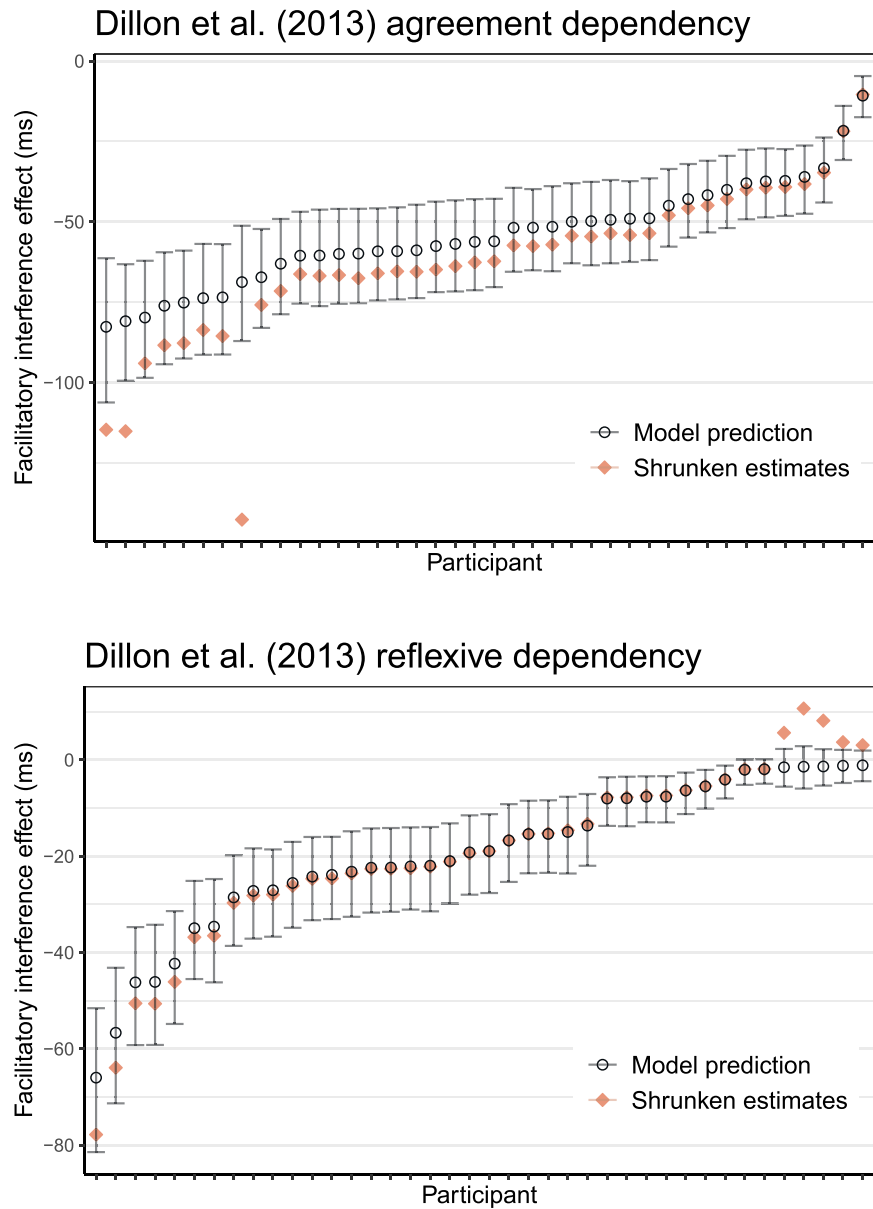 Dillon et al. (2013) agreement dependency
Facilitatory interference effect (ms)
0
−50
−100
Model prediction
Shrunken estimates
Participant
Dillon et al. (2013) reflexive dependency
Facilitatory interference effect (ms)
0
−20
−40
−60
−80
Model prediction
Shrunken estimates
Participant